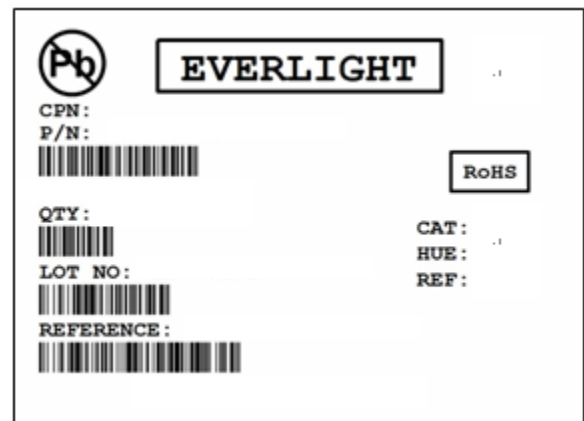 Pb
EVERLIGHT
CPN:
P/N:
RoHS
QTY:
CAT:
HUE:
LOT NO:
REF:
REFERENCE: